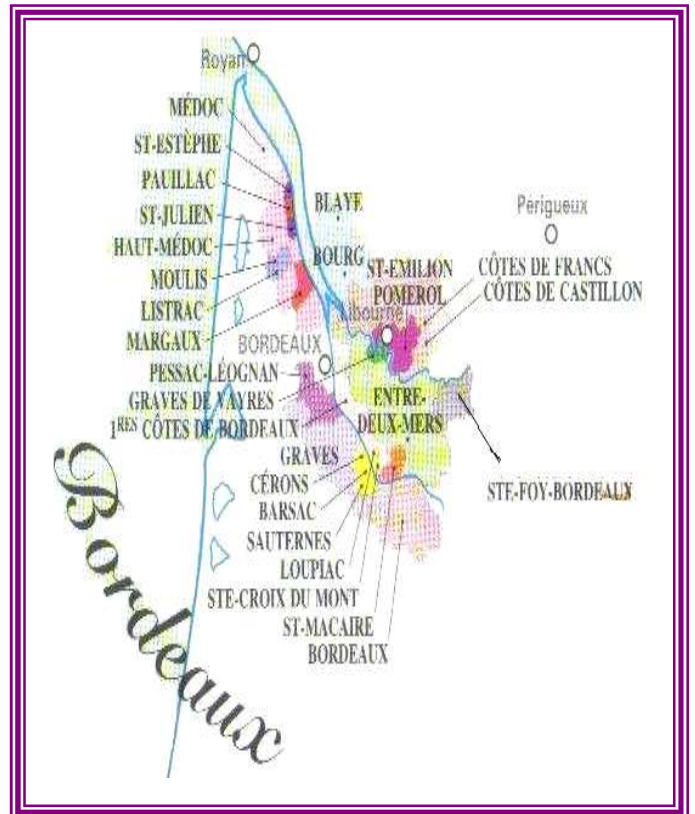 Royan
MÉDOC
ST-ESTÈPHE
PAUILLAC
ST-JULIEN
HAUT-MÉDOC
MOULIS
LISTRAC
MARGAUX
BLAYE
BOURG
Périgueux
ST-EMILION
POMEROL
CÔTES DE FRANCS
CÔTES DE CASTILLON
Libourne
BORDEAUX
PESSAC-LÉOGNAN
GRAVES DE VAYRES
1RES CÔTES DE BORDEAUX
ENTRE-
DEUX-MERS
GRAVES
CÉRONS
BARSAC
SAUTERNES
LOUPIAC
STE-CROIX DU MONT
ST-MACAIRE
BORDEAUX
STE-FOY-BORDEAUX
Bordeaux